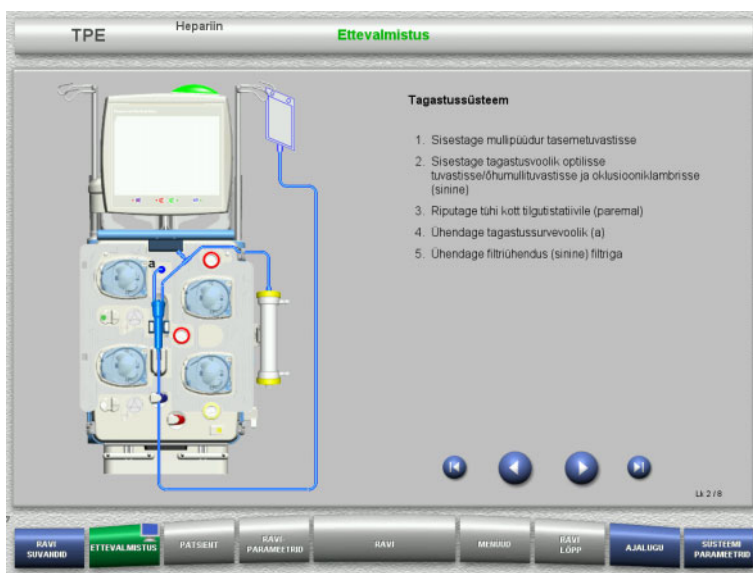 TPE
Hepariin
Ettevalmistus
Tagastussüsteem
1. Sisestage mullipüüdur tasemetuvastisse
2. Sisestage tagastusvoolik optilisse
tuvastisse/õhumullituvastisse ja oklusiooniklambrisse
(sinine)
3. Riputage tühi kott tilgutistatiivile (paremal)
4. Ühendage tagastussurvevoolik (a)
5. Ühendage filtriühendus (sinine) filtriga
a
Lk 2 / 8
RAVI
SUVANDID
ETTEVALMISTUS
PATSIENT
RAVI-
PARAMEETRID
RAVI
MENÜÜD
RAVI
LÕPP
AJALUGU
SÜSTEEMI
PARAMEETRID